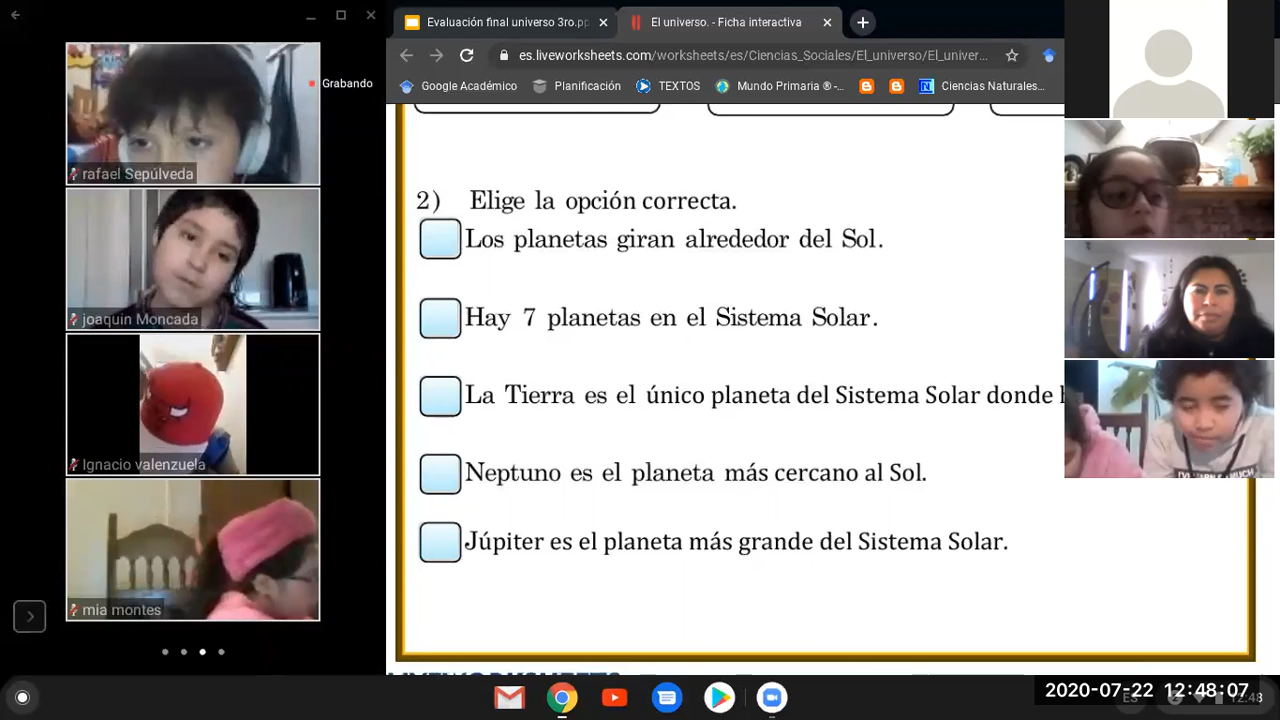 Grabando
rafael Sepúlveda
joaquin Moncada
Ignacio valenzuela
mia montes
Evaluación final universo 3ro.pp
El universo. - Ficha interactiva
es.liveworksheets.com/worksheets/es/Ciencias_Sociales/El_universo/El_univer...
Google Académico
Planificación
TEXTOS
Mundo Primaria ®-...
Ciencias Naturales...
2) Elige la opción correcta.
Los planetas giran alrededor del Sol.
Hay 7 planetas en el Sistema Solar.
La Tierra es el único planeta del Sistema Solar donde
Neptuno es el planeta más cercano al Sol.
Júpiter es el planeta más grande del Sistema Solar.
2020-07-22 12:48:07
ES
12:48